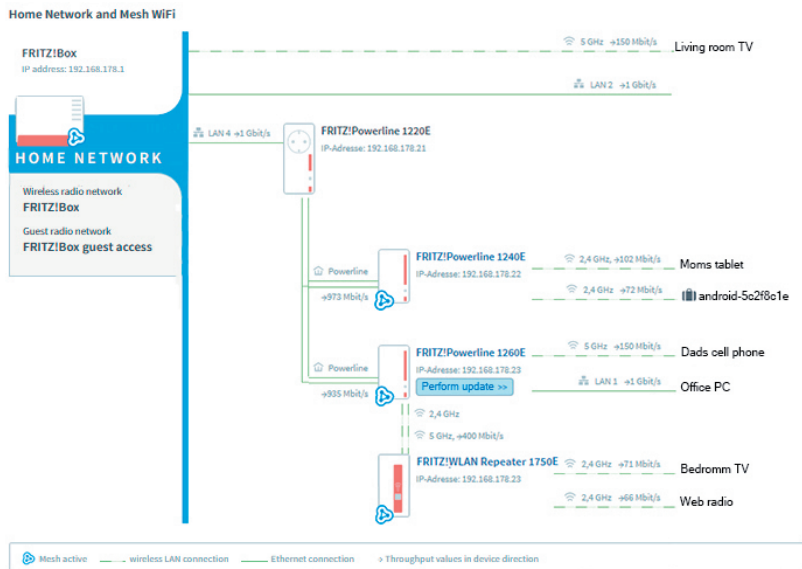 Home Network and Mesh WiFi
FRITZ!Box
IP address: 192.168.178.1
HOME NETWORK
Wireless radio network
FRITZ!Box
Guest radio network
FRITZ!Box guest access
5 GHz →150 Mbit/s
Living room TV
LAN 2 →1 Gbit/s
LAN 4 →1 Gbit/s
FRITZ!Powerline 1220E
IP-Adresse: 192.168.178.21
Powerline
→973 Mbit/s
FRITZ!Powerline 1240E
IP-Adresse: 192.168.178.22
2,4 GHz, →102 Mbit/s
Moms tablet
2,4 GHz →72 Mbit/s
android-5c2f8c1e
Powerline
→935 Mbit/s
FRITZ!Powerline 1260E
IP-Adresse: 192.168.178.23
Perform update >>
5 GHz →150 Mbit/s
Dads cell phone
LAN 1 →1 Gbit/s
Office PC
2,4 GHz
5 GHz, →400 Mbit/s
FRITZ!WLAN Repeater 1750E
IP-Adresse: 192.168.178.23
2,4 GHz →71 Mbit/s
Bedromm TV
2,4 GHz →66 Mbit/s
Web radio
Mesh active
wireless LAN connection
Ethernet connection
→ Throughput values in device direction